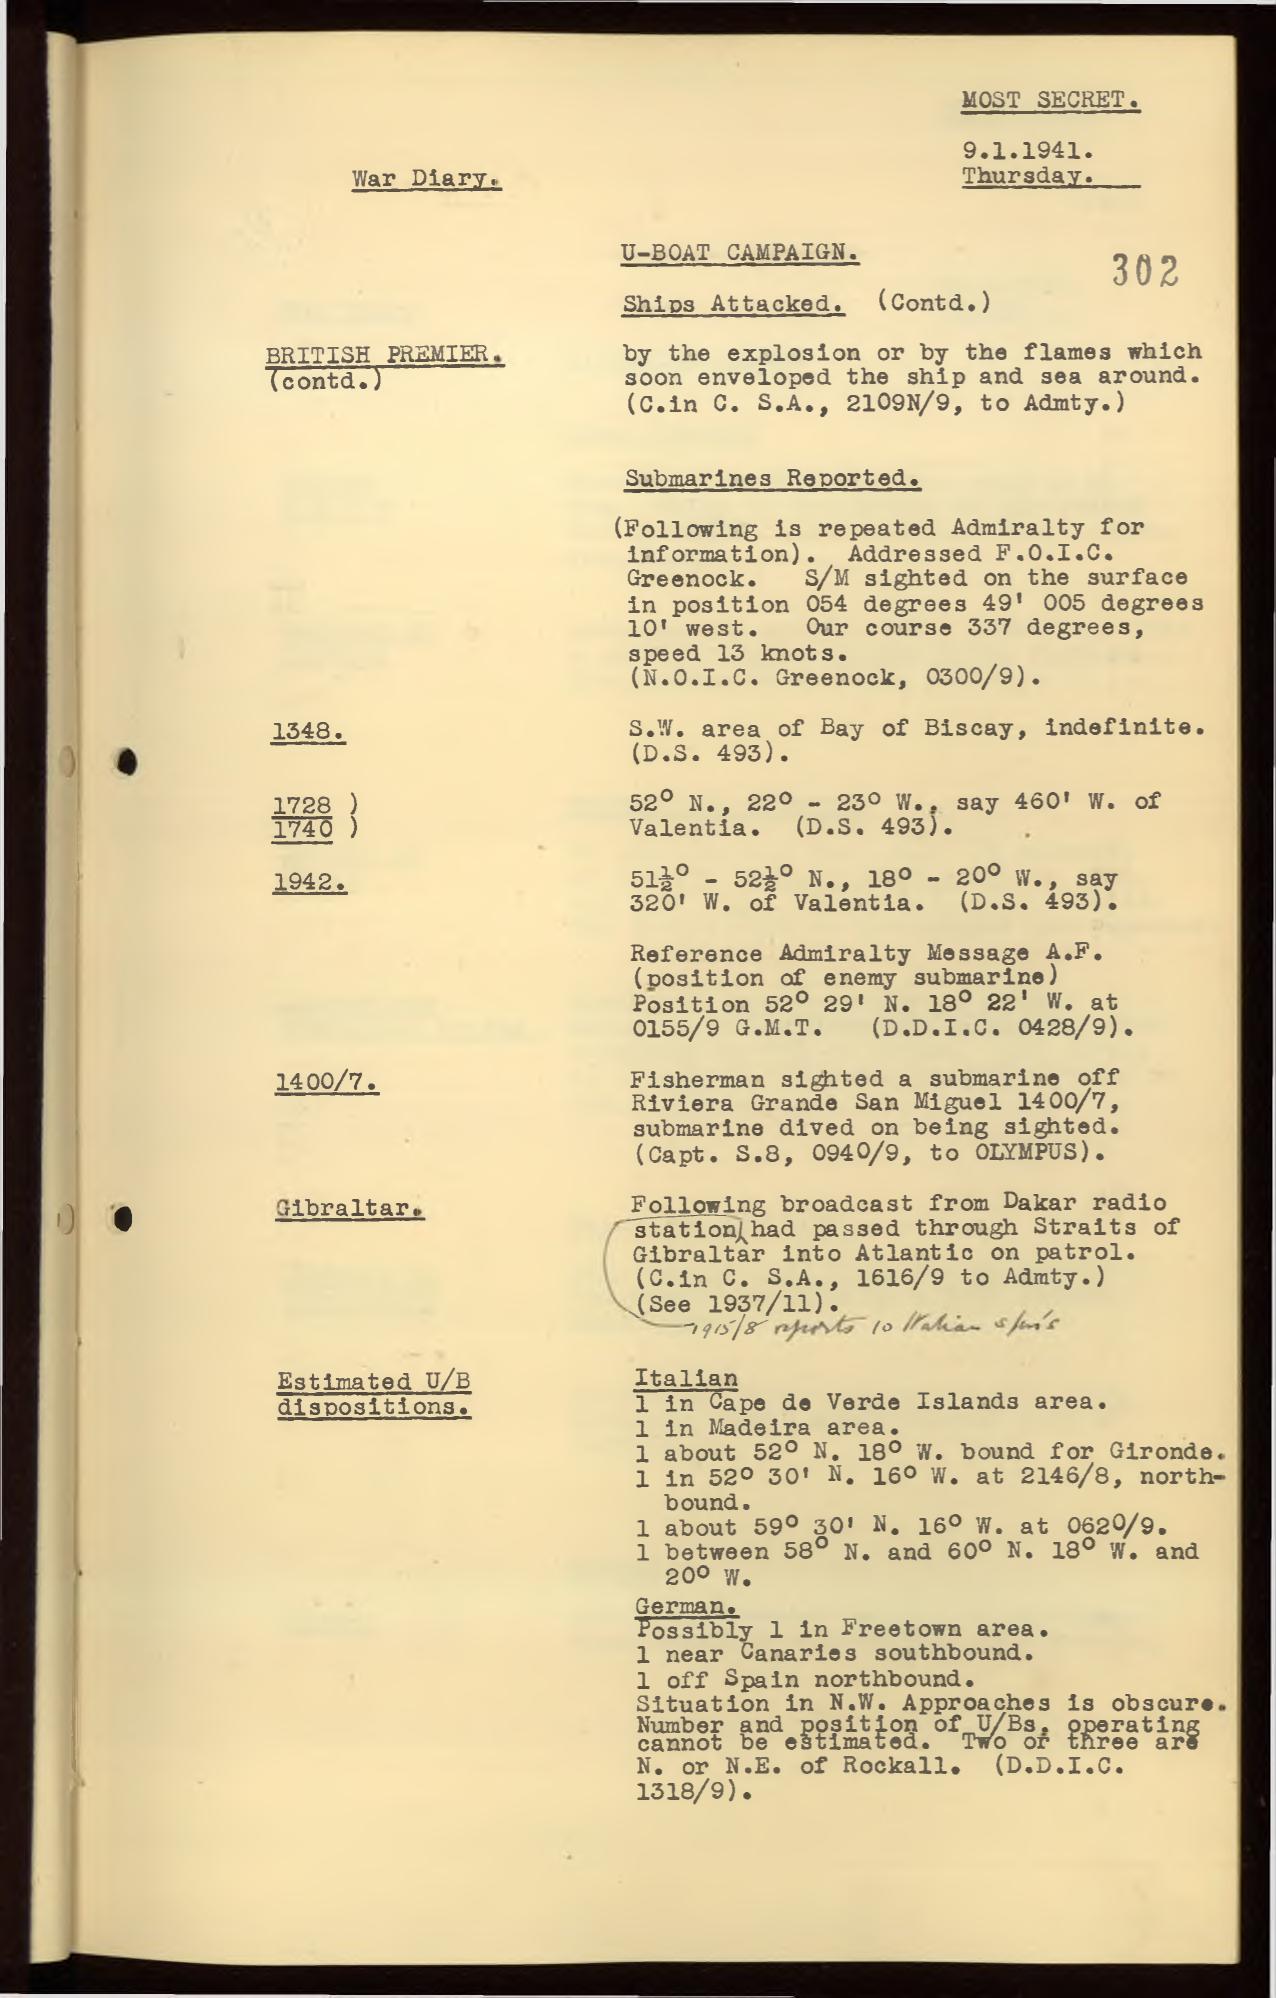 MOST SECRET.
9.1.1941.
Thursday.
War Diary.
U-BOAT CAMPAIGN.
302
Ships Attacked. (Contd.)
BRITISH PREMIER.
(contd.)
by the explosion or by the flames which
soon enveloped the ship and sea around.
(C.in C. S.A., 2109N/9, to Admty.)
Submarines Reported.
(Following is repeated Admiralty for
information). Addressed F.O.I.C.
Greenock. S/M sighted on the surface
in position 054 degrees 49' 005 degrees
10' west. Our course 337 degrees,
speed 13 knots.
(N.O.I.C. Greenock, 0300/9).
1348.
S.W. area of Bay of Biscay, indefinite.
(D.S. 493).
1728 )
1740 )
52° N., 22° - 23° W., say 460' W. of
Valentia. (D.S. 493).
1942.
51½° - 52½° N., 18° - 20° W., say
320' W. of Valentia. (D.S. 493).
Reference Admiralty Message A.F.
(position of enemy submarine)
Position 52° 29' N. 18° 22' W. at
0155/9 G.M.T. (D.D.I.C. 0428/9).
1400/7.
Fisherman sighted a submarine off
Riviera Grande San Miguel 1400/7,
submarine dived on being sighted.
(Capt. S.8, 0940/9, to OLYMPUS).
Gibraltar.
Following broadcast from Dakar radio
station had passed through Straits of
Gibraltar into Atlantic on patrol.
(C.in C. S.A., 1616/9 to Admty.)
(See 1937/11).
1915/8 reports 10 Italian s/m's
Estimated U/B
dispositions.
Italian
1 in Cape de Verde Islands area.
1 in Madeira area.
1 about 52° N. 18° W. bound for Gironde.
1 in 52° 30' N. 16° W. at 2146/8, north-
bound.
1 about 59° 30' N. 16° W. at 0620/9.
1 between 58° N. and 60° N. 18° W. and
20° W.
German.
Possibly 1 in Freetown area.
1 near Canaries southbound.
1 off Spain northbound.
Situation in N.W. Approaches is obscure.
Number and position of U/Bs. operating
cannot be estimated. Two or three are
N. or N.E. of Rockall. (D.D.I.C.
1318/9).